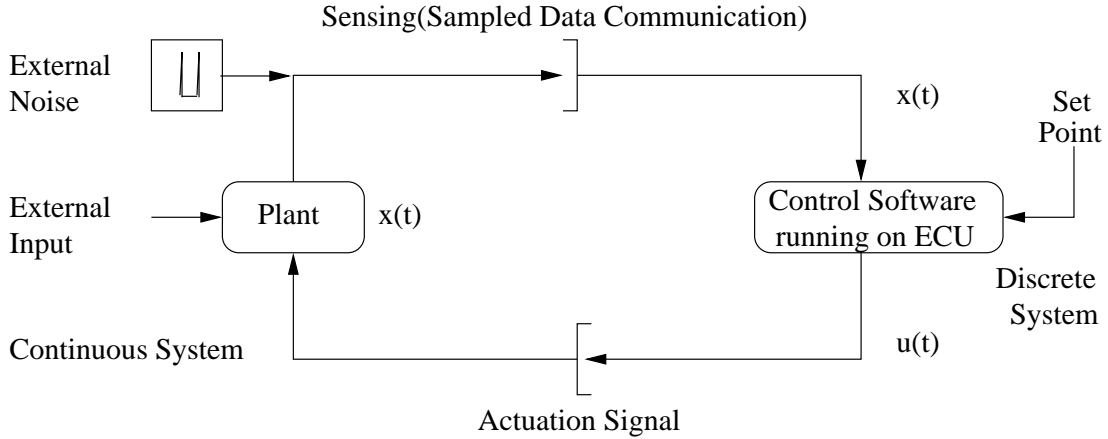 Sensing(Sampled Data Communication)
External
Noise
x(t)
Set
Point
External
Input
Plant
x(t)
Control Software
running on ECU
Discrete
System
Continuous System
u(t)
Actuation Signal